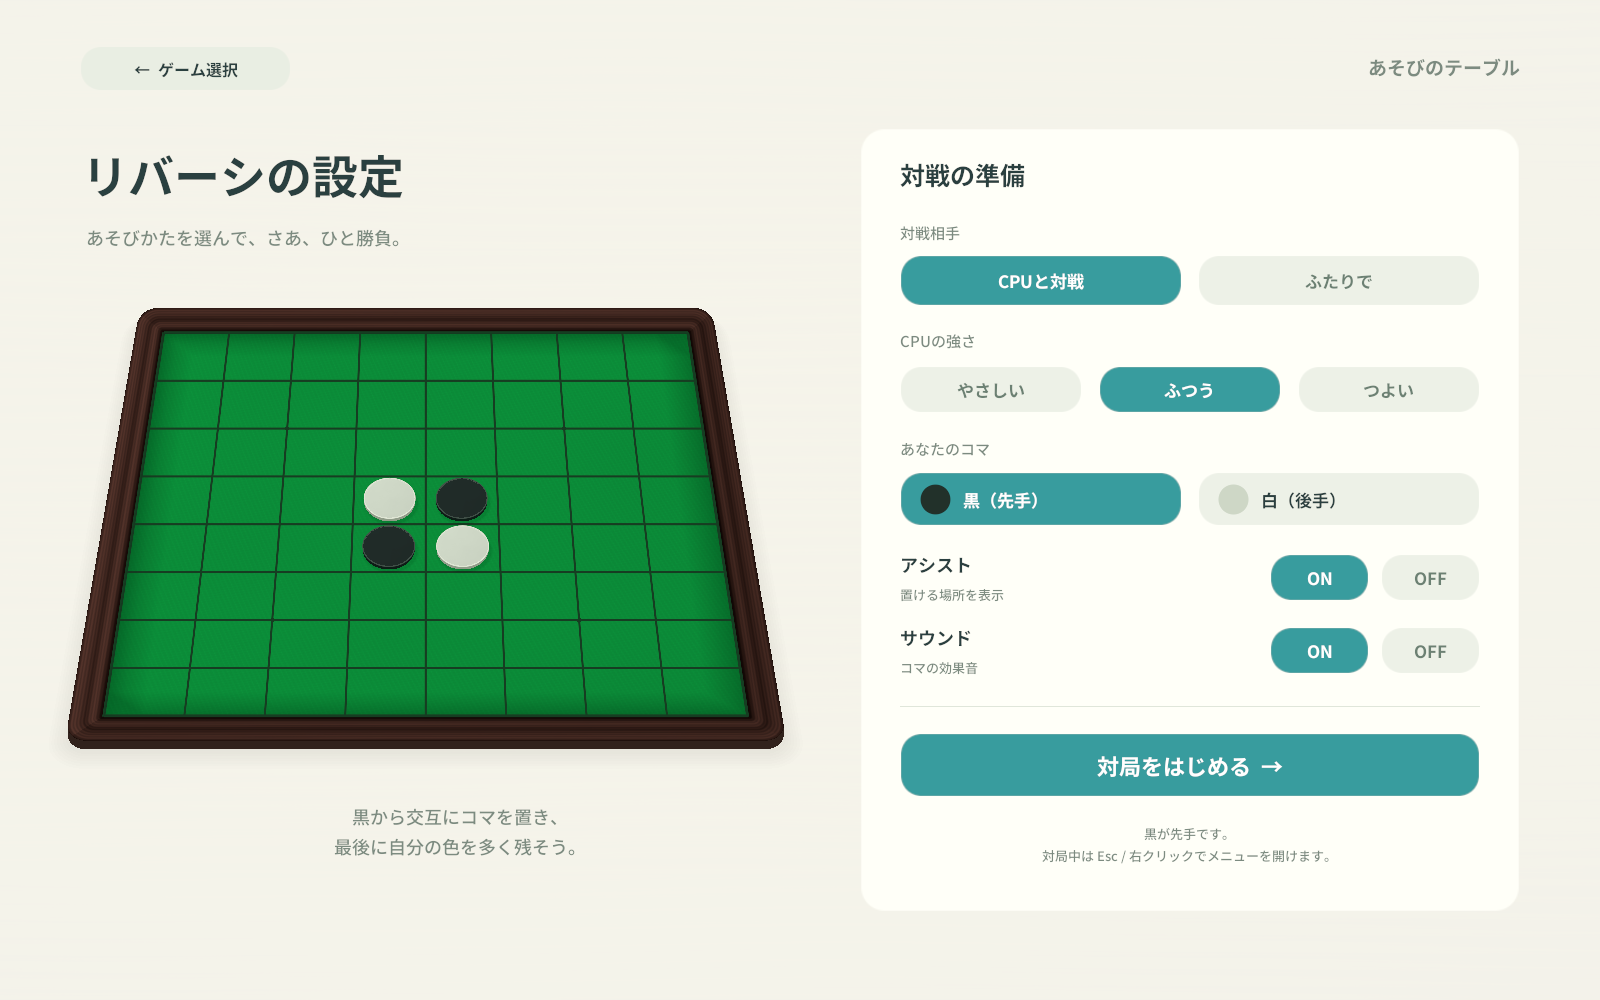 ← ゲーム選択
あそびのテーブル
リバーシの設定
あそびかたを選んで、さあ、ひと勝負。
黒から交互にコマを置き、
最後に自分の色を多く残そう。
対戦の準備
対戦相手
CPUと対戦
ふたりで
CPUの強さ
やさしい
ふつう
つよい
あなたのコマ
黒（先手）
白（後手）
アシスト
置ける場所を表示
ON
OFF
サウンド
コマの効果音
ON
OFF
対局をはじめる →
黒が先手です。
対局中は Esc / 右クリックでメニューを開けます。